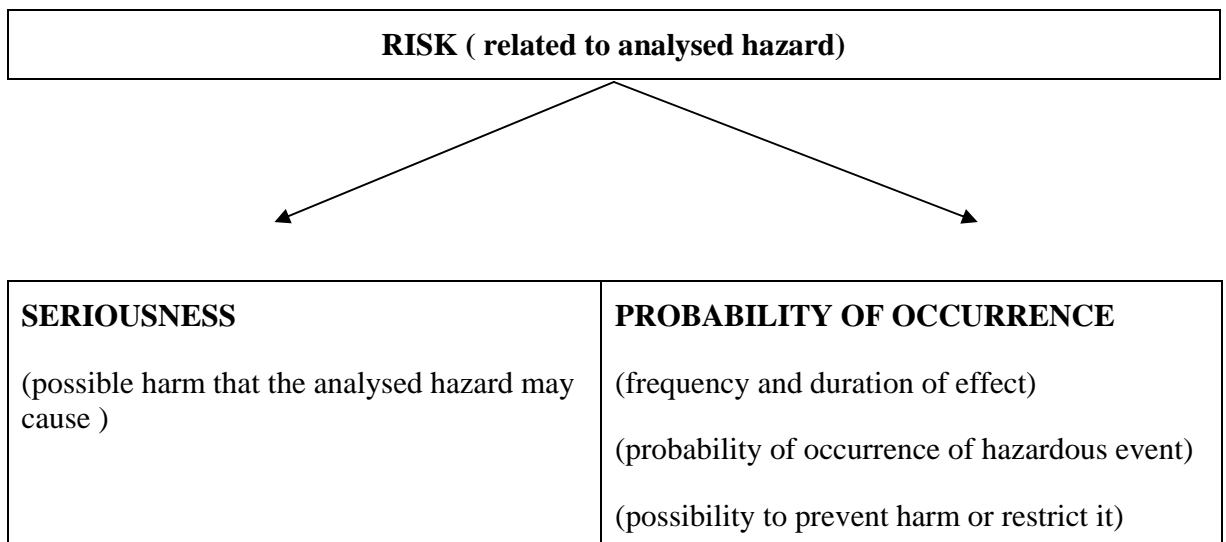 RISK ( related to analysed hazard)
SERIOUSNESS
(possible harm that the analysed hazard may
cause )
PROBABILITY OF OCCURRENCE
(frequency and duration of effect)
(probability of occurrence of hazardous event)
(possibility to prevent harm or restrict it)